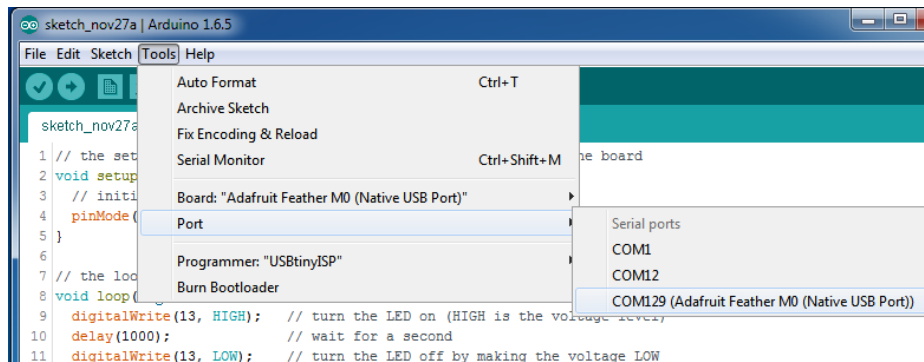 sketch_nov27a | Arduino 1.6.5
File Edit Sketch Tools Help
Auto Format Ctrl+T
Archive Sketch
sketch_nov27a
Fix Encoding & Reload
Serial Monitor Ctrl+Shift+M
Board: "Adafruit Feather M0 (Native USB Port)"
Port
Programmer: "USBtinyISP"
Burn Bootloader
Serial ports
COM1
COM12
COM129 (Adafruit Feather M0 (Native USB Port))
1 // the set he board
2 void setup
3 // initi
4 pinMode(
5 }
6
7 // the loo
8 void loop(
9 digitalWrite(13, HIGH); // turn the LED on (HIGH is the voltage level)
10 delay(1000); // wait for a second
11 digitalWrite(13, LOW); // turn the LED off by making the voltage LOW